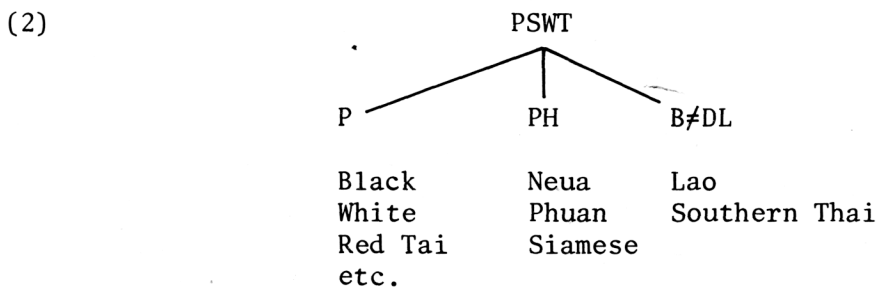 (2) PSWT
P PH B≠DL
Black Neua Lao
White Phuan Southern Thai
Red Tai Siamese
etc.